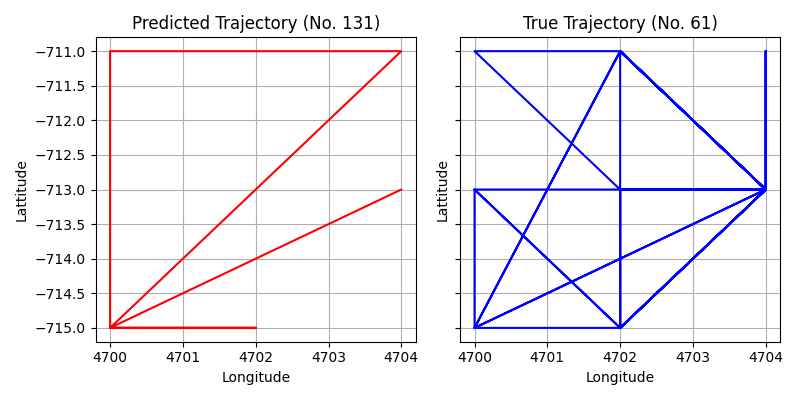 Predicted Trajectory (No. 131)
Lattitude
−711.0
−711.5
−712.0
−712.5
−713.0
−713.5
−714.0
−714.5
−715.0
4700 4701 4702 4703 4704
Longitude
True Trajectory (No. 61)
Lattitude
4700 4701 4702 4703 4704
Longitude